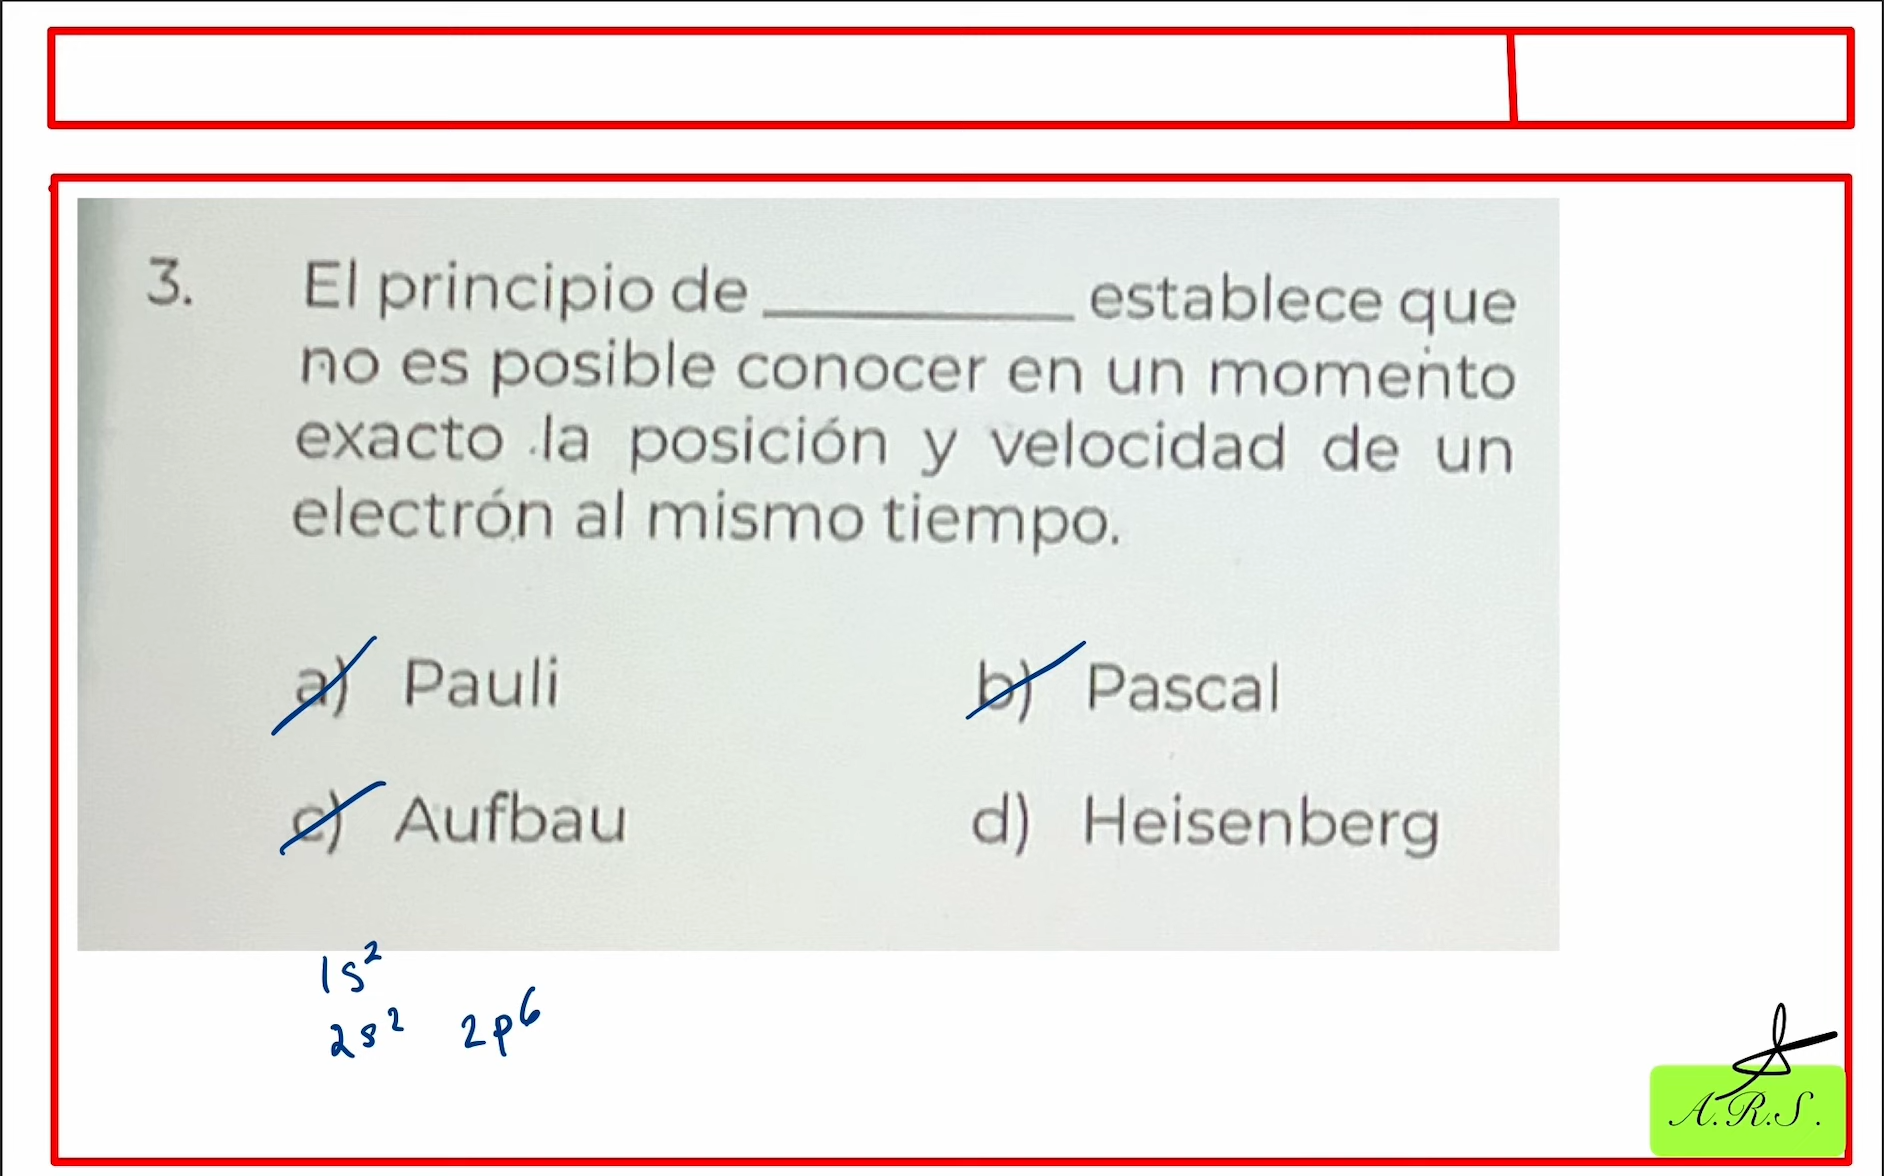 3. El principio de __________ establece que
no es posible conocer en un momento
exacto la posición y velocidad de un
electrón al mismo tiempo.
a) Pauli b) Pascal
c) Aufbau d) Heisenberg
1s²
2s² 2p⁶
A.R.S.